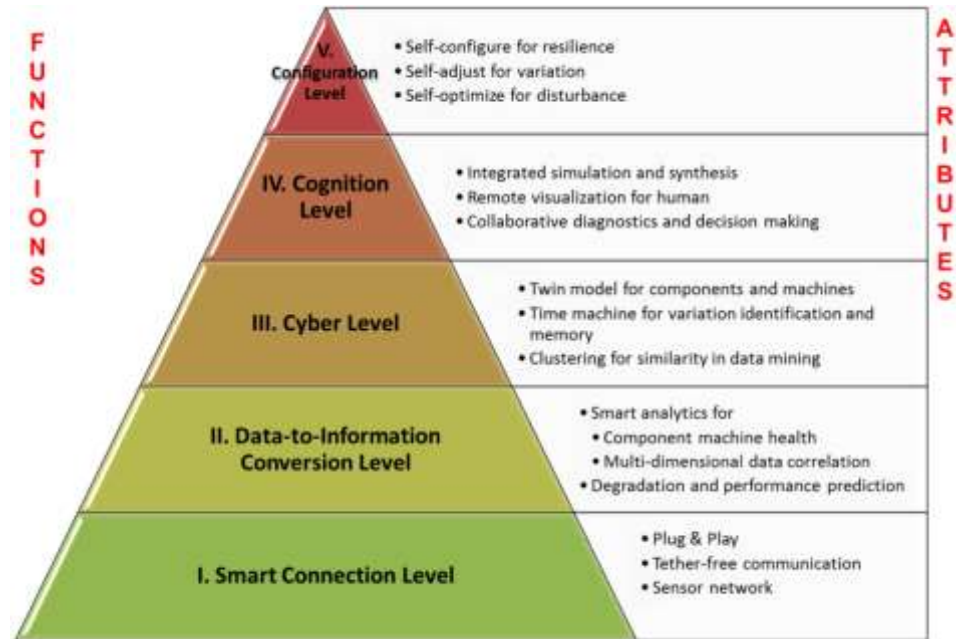 FUNCTIONS
ATTRIBUTES
V.
Configuration
Level
• Self-configure for resilience
• Self-adjust for variation
• Self-optimize for disturbance
IV. Cognition
Level
• Integrated simulation and synthesis
• Remote visualization for human
• Collaborative diagnostics and decision making
III. Cyber Level
• Twin model for components and machines
• Time machine for variation identification and
memory
• Clustering for similarity in data mining
II. Data-to-Information
Conversion Level
• Smart analytics for
• Component machine health
• Multi-dimensional data correlation
• Degradation and performance prediction
I. Smart Connection Level
• Plug & Play
• Tether-free communication
• Sensor network